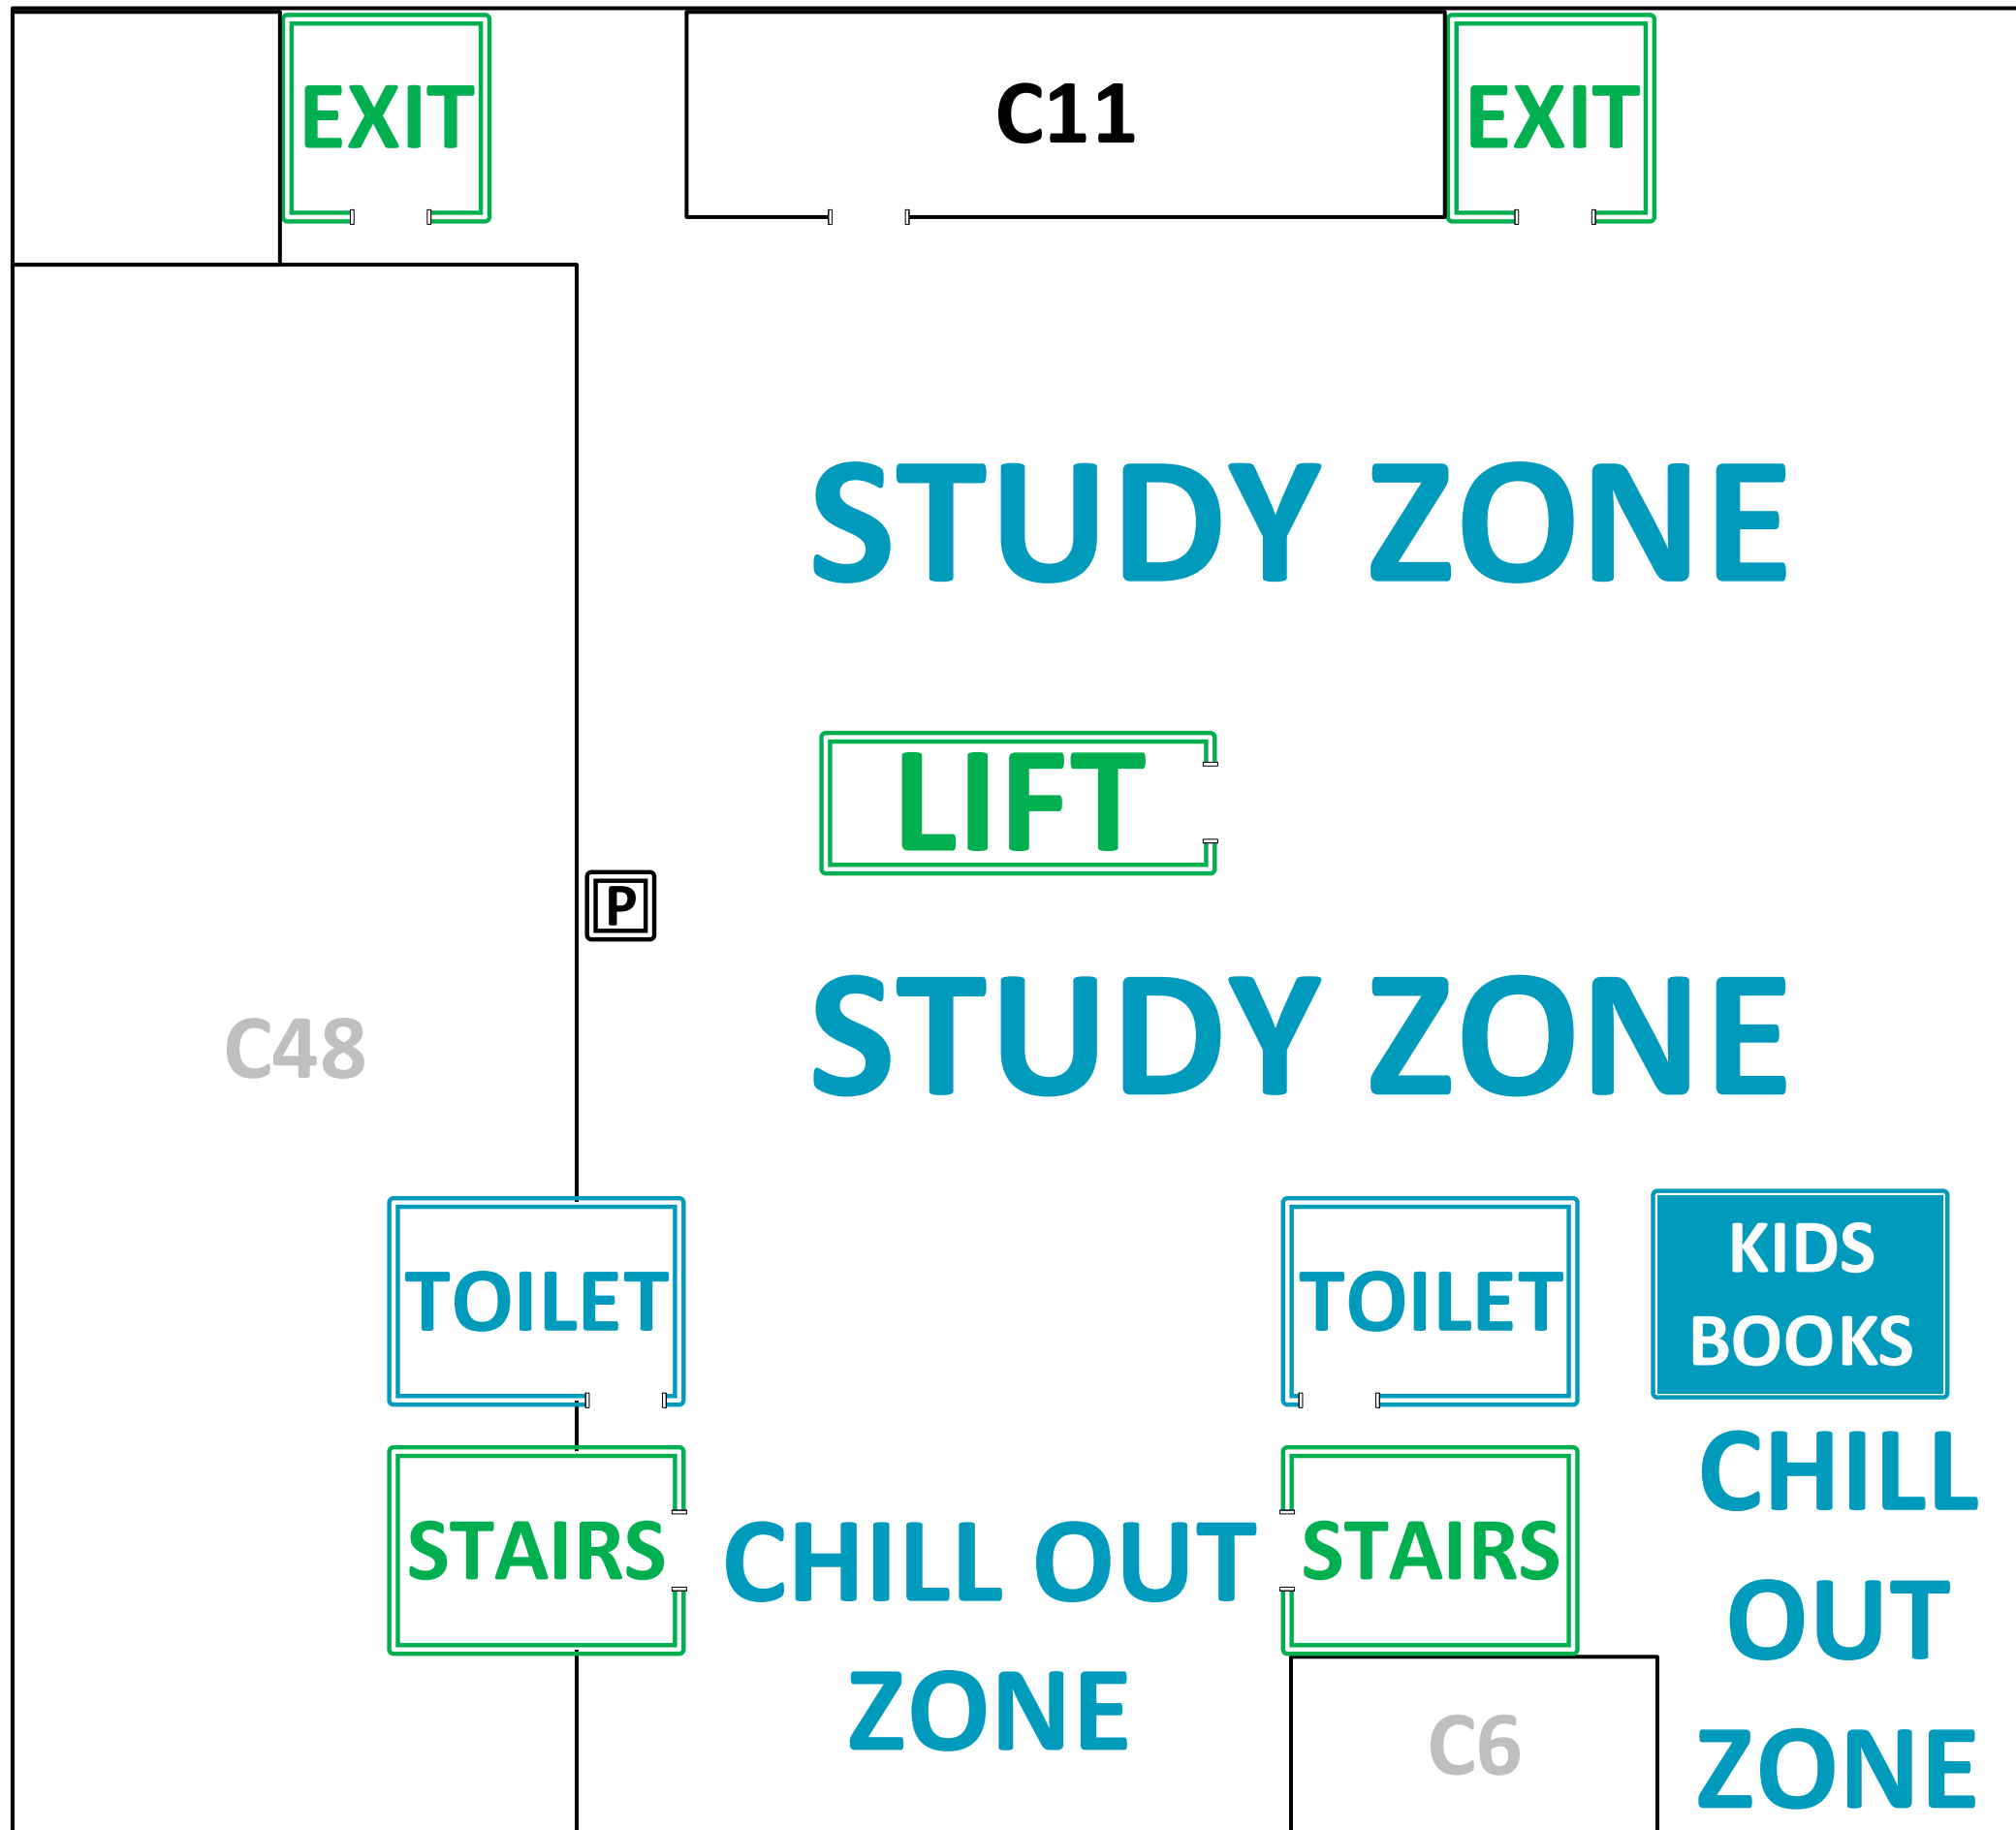 EXIT
C11
EXIT
STUDY ZONE
LIFT
P
STUDY ZONE
C48
TOILET
TOILET
KIDS
BOOKS
STAIRS
CHILL OUT
ZONE
STAIRS
CHILL
OUT
ZONE
C6